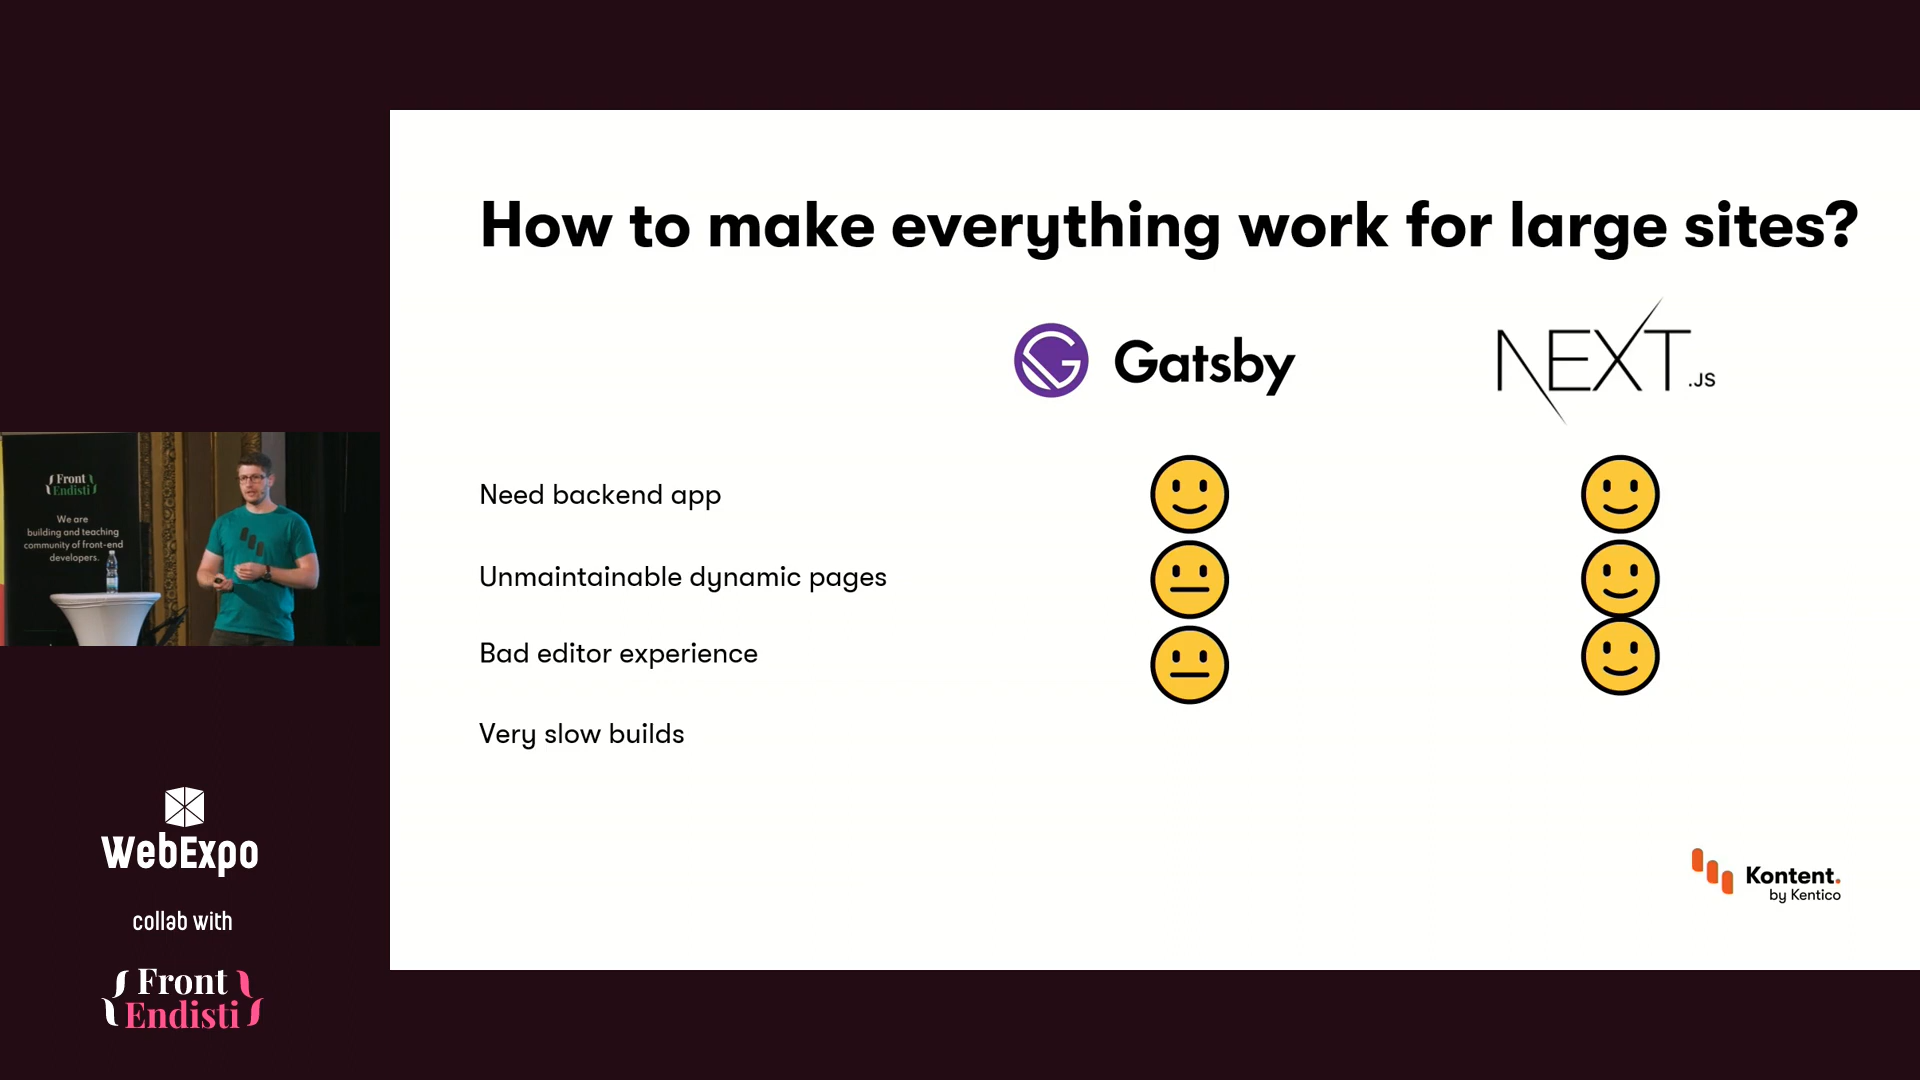 How to make everything work for large sites?
Gatsby
NEXT.JS
Need backend app
Unmaintainable dynamic pages
Bad editor experience
Very slow builds
Kontent.
by Kentico
{Front
Endisti}
We are
building and teaching
community of front-end
developers.
WebExpo
collab with
{Front
Endisti}